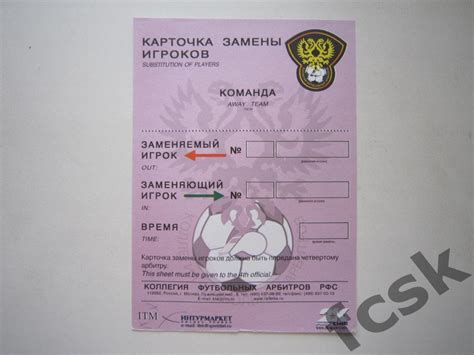 КАРТОЧКА ЗАМЕНЫ
ИГРОКОВ
SUBSTITUTION OF PLAYERS
КОМАНДА
AWAY TEAM
ЗАМЕНЯЕМЫЙ
ИГРОК №
OUT:
ЗАМЕНЯЮЩИЙ
ИГРОК №
IN:
ВРЕМЯ
TIME:
Карточка замены игроков должна быть передана четвертому
арбитру.
This sheet must be given to the 4th official.
КОЛЛЕГИЯ ФУТБОЛЬНЫХ АРБИТРОВ РФС
ITM
ИНТУРМАРКЕТ
fcsk